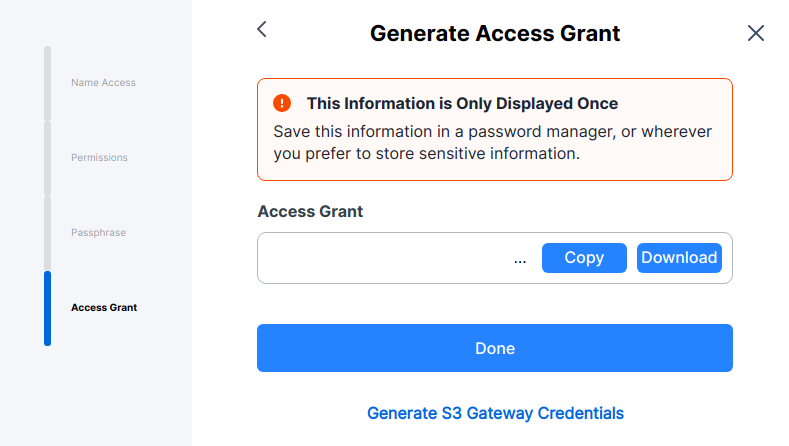 Generate Access Grant
Name Access
Permissions
Passphrase
Access Grant
This Information is Only Displayed Once
Save this information in a password manager, or wherever
you prefer to store sensitive information.
Access Grant
... Copy Download
Done
Generate S3 Gateway Credentials